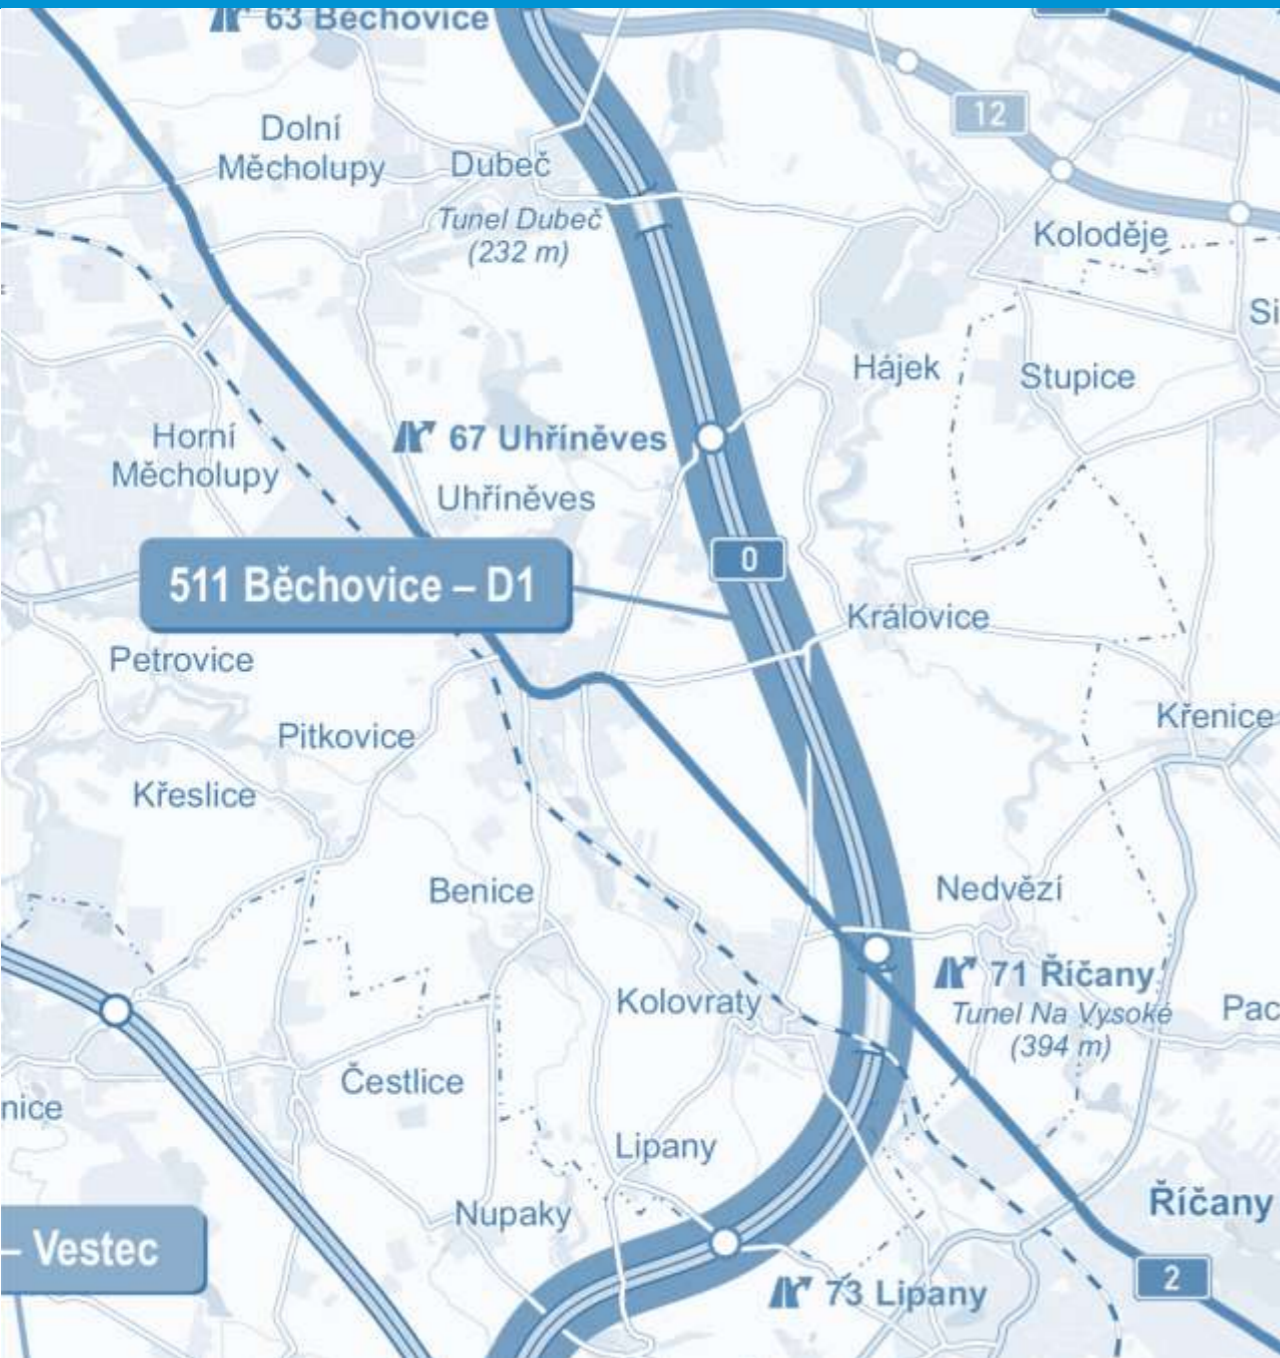 63 Běchovice
12
Dolní
Měcholupy
Dubeč
Tunel Dubeč
(232 m)
Koloděje
Hájek
Stupice
Horní
Měcholupy
67 Uhříněves
Uhříněves
511 Běchovice – D1
0
Královice
Petrovice
Křenice
Pitkovice
Křeslice
Benice
Nedvězí
71 Říčany
Tunel Na Vysoké
(394 m)
Kolovraty
Čestlice
Lipany
Říčany
Nupaky
– Vestec
2
73 Lipany